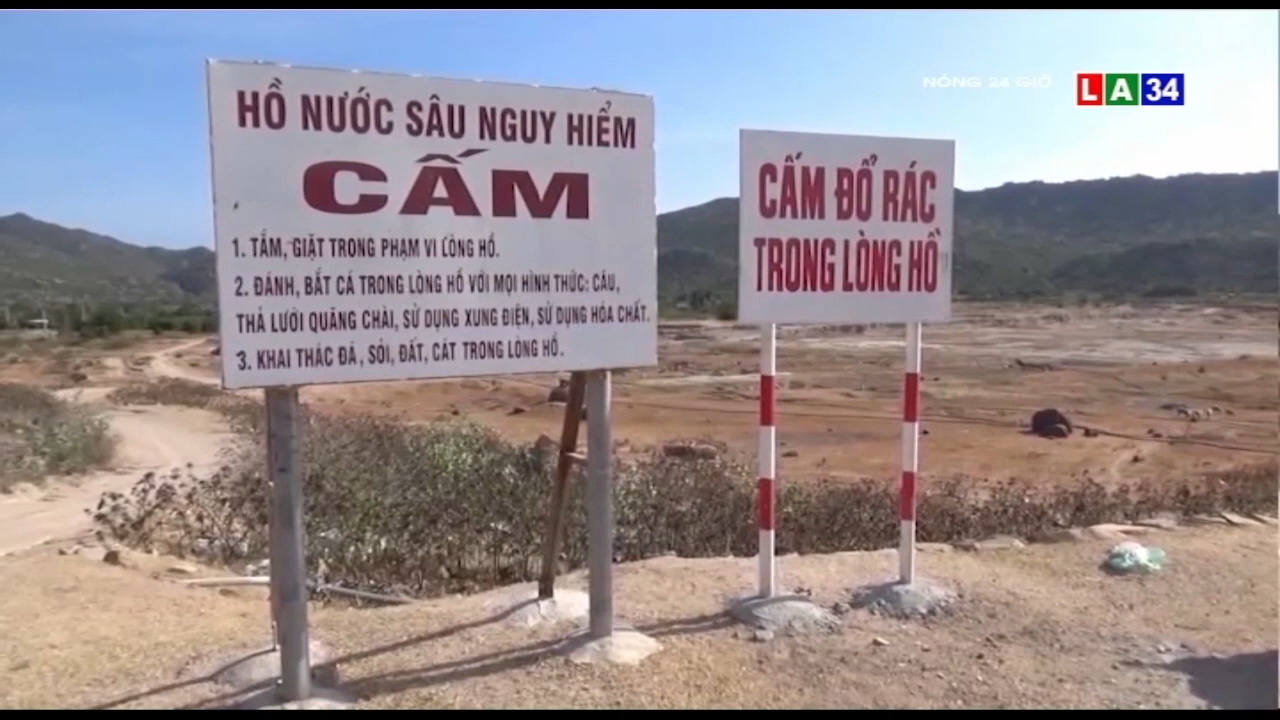 NÓNG 24 GIỜ
LA34
HỒ NƯỚC SÂU NGUY HIỂM
CẤM
1. TẮM, GIẶT TRONG PHẠM VI LÒNG HỒ.
2. ĐÁNH, BẮT CÁ TRONG LÒNG HỒ VỚI MỌI HÌNH THỨC: CÂU,
THẢ LƯỚI QUĂNG CHÀI, SỬ DỤNG XUNG ĐIỆN, SỬ DỤNG HÓA CHẤT.
3. KHAI THÁC ĐÁ, SỎI, ĐẤT, CÁT TRONG LÒNG HỒ.
CẤM ĐỔ RÁC
TRONG LÒNG HỒ